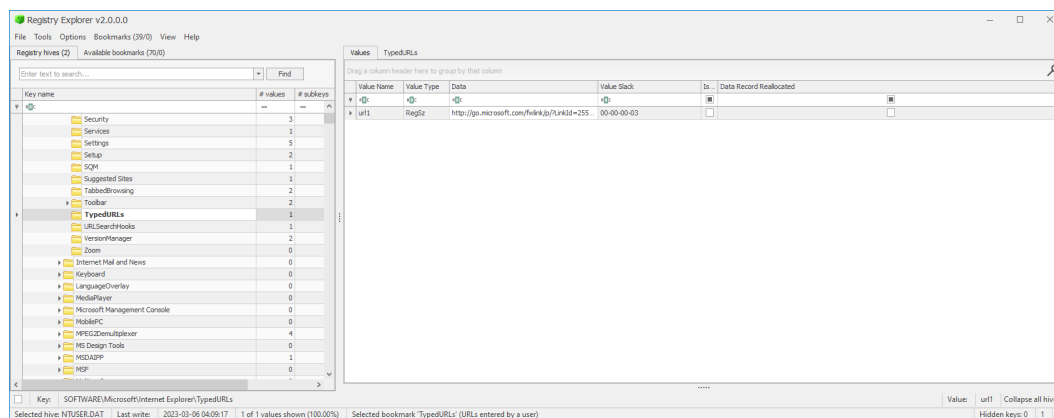 Registry Explorer v2.0.0.0
File Tools Options Bookmarks (39/0) View Help
Registry hives (2) Available bookmarks (70/0)
Enter text to search... Find
Key name # values # subkeys
Security 3
Services 1
Settings 5
Setup 2
SQM 1
Suggested Sites 1
TabbedBrowsing 2
Toolbar 2
TypedURLs 1
URLSearchHooks 1
VersionManager 2
Zoom 0
Internet Mail and News 0
Keyboard 0
LanguageOverlay 0
MediaPlayer 0
Microsoft Management Console 0
MobilePC 0
MPEG2Demultiplexer 4
MS Design Tools 0
MSDAIPP 1
MSF 0
Values TypedURLs
Drag a column header here to group by that column
Value Name Value Type Data Value Slack Is... Data Record Reallocated
url1 RegSz http://go.microsoft.com/fwlink/p/?LinkId=255... 00-00-00-03
Key: SOFTWARE\Microsoft\Internet Explorer\TypedURLs Value: url1 Collapse all hiv
Selected hive: NTUSER.DAT Last write: 2023-03-06 04:09:17 1 of 1 values shown (100.00%) Selected bookmark 'TypedURLs' (URLs entered by a user) Hidden keys: 0 1